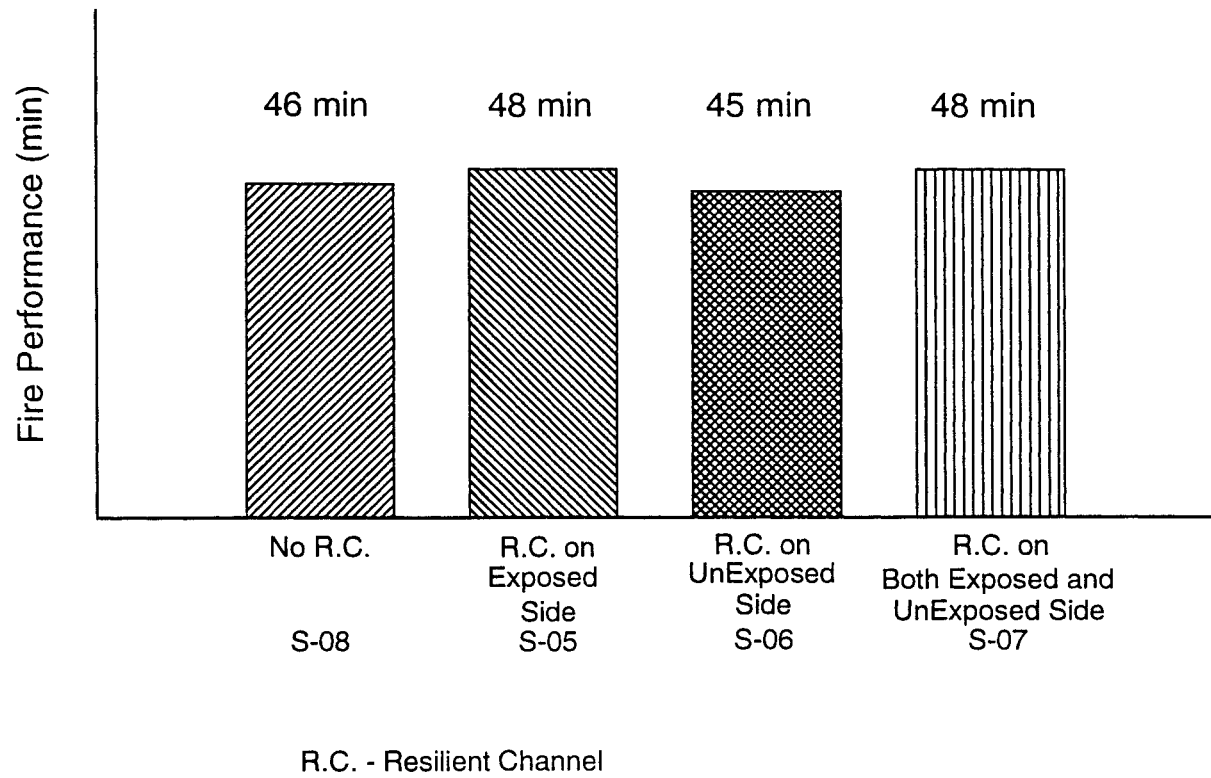 Fire Performance (min)
46 min
48 min
45 min
48 min
No R.C.
S-08
R.C. on
Exposed
Side
S-05
R.C. on
UnExposed
Side
S-06
R.C. on
Both Exposed and
UnExposed Side
S-07
R.C. - Resilient Channel